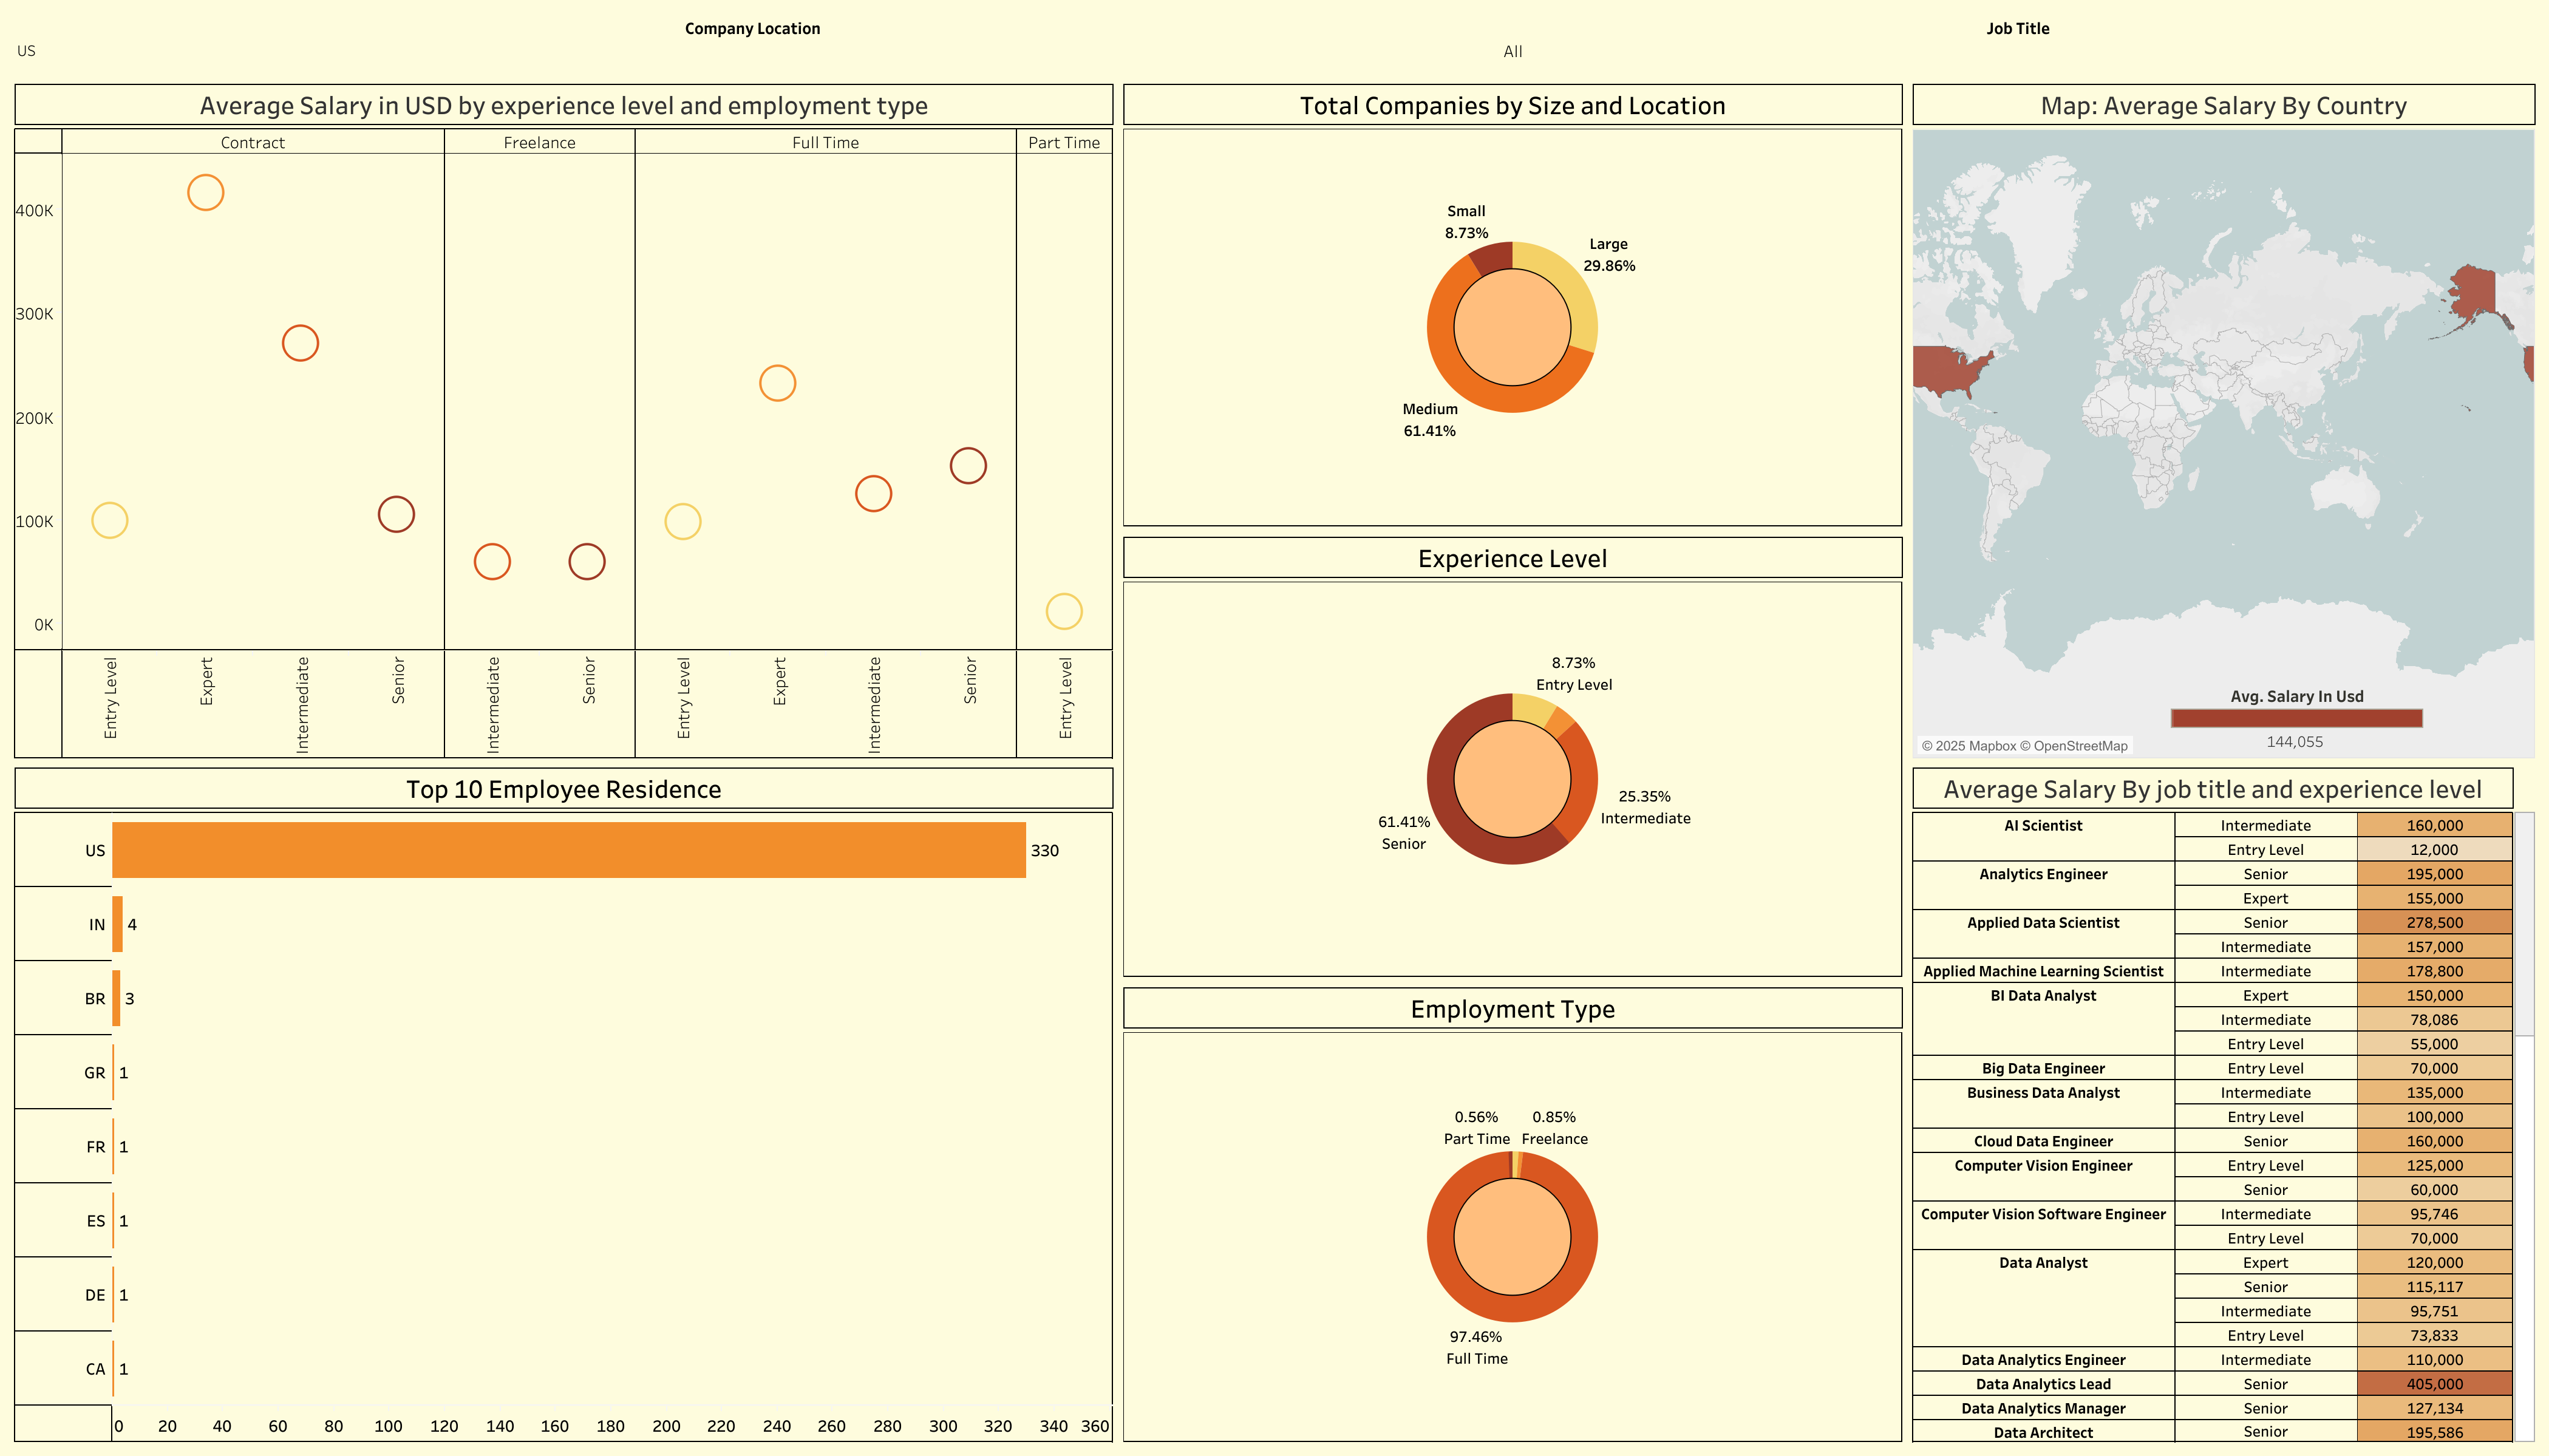 Company Location
Job Title
US
All
Average Salary in USD by experience level and employment type
Contract
Freelance
Full Time
Part Time
400K
300K
200K
100K
0K
Entry Level
Expert
Intermediate
Senior
Intermediate
Senior
Entry Level
Expert
Intermediate
Senior
Entry Level
Top 10 Employee Residence
US 330
IN 4
BR 3
GR 1
FR 1
ES 1
DE 1
CA 1
0 20 40 60 80 100 120 140 160 180 200 220 240 260 280 300 320 340 360
Total Companies by Size and Location
Small
8.73%
Large
29.86%
Medium
61.41%
Experience Level
8.73%
Entry Level
25.35%
Intermediate
61.41%
Senior
Employment Type
0.56%
Part Time
0.85%
Freelance
97.46%
Full Time
Map: Average Salary By Country
Avg. Salary In Usd
144,055
© 2025 Mapbox © OpenStreetMap
Average Salary By job title and experience level
AI Scientist Intermediate 160,000
Entry Level 12,000
Analytics Engineer Senior 195,000
Expert 155,000
Applied Data Scientist Senior 278,500
Intermediate 157,000
Applied Machine Learning Scientist Intermediate 178,800
BI Data Analyst Expert 150,000
Intermediate 78,086
Entry Level 55,000
Big Data Engineer Entry Level 70,000
Business Data Analyst Intermediate 135,000
Entry Level 100,000
Cloud Data Engineer Senior 160,000
Computer Vision Engineer Entry Level 125,000
Senior 60,000
Computer Vision Software Engineer Intermediate 95,746
Entry Level 70,000
Data Analyst Expert 120,000
Senior 115,117
Intermediate 95,751
Entry Level 73,833
Data Analytics Engineer Intermediate 110,000
Data Analytics Lead Senior 405,000
Data Analytics Manager Senior 127,134
Data Architect Senior 195,586